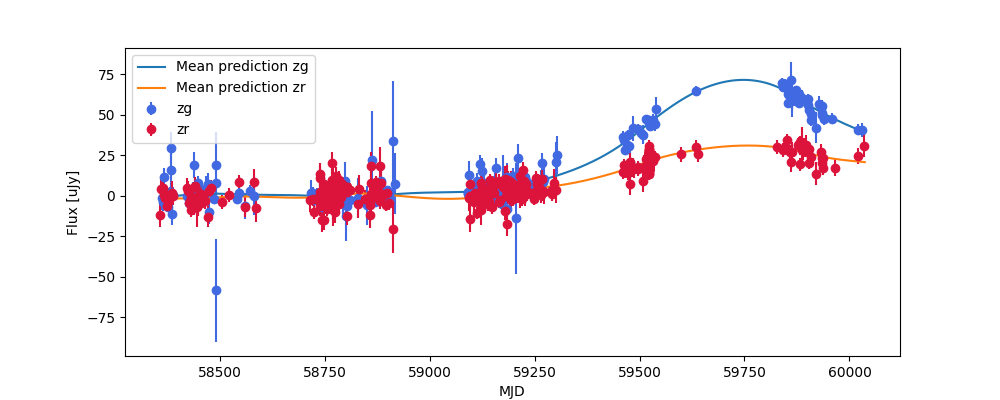 Mean prediction zg
Mean prediction zr
zg
zr
75
50
25
0
−25
−50
−75
Flux [uJy]
58500
58750
59000
59250
59500
59750
60000
MJD